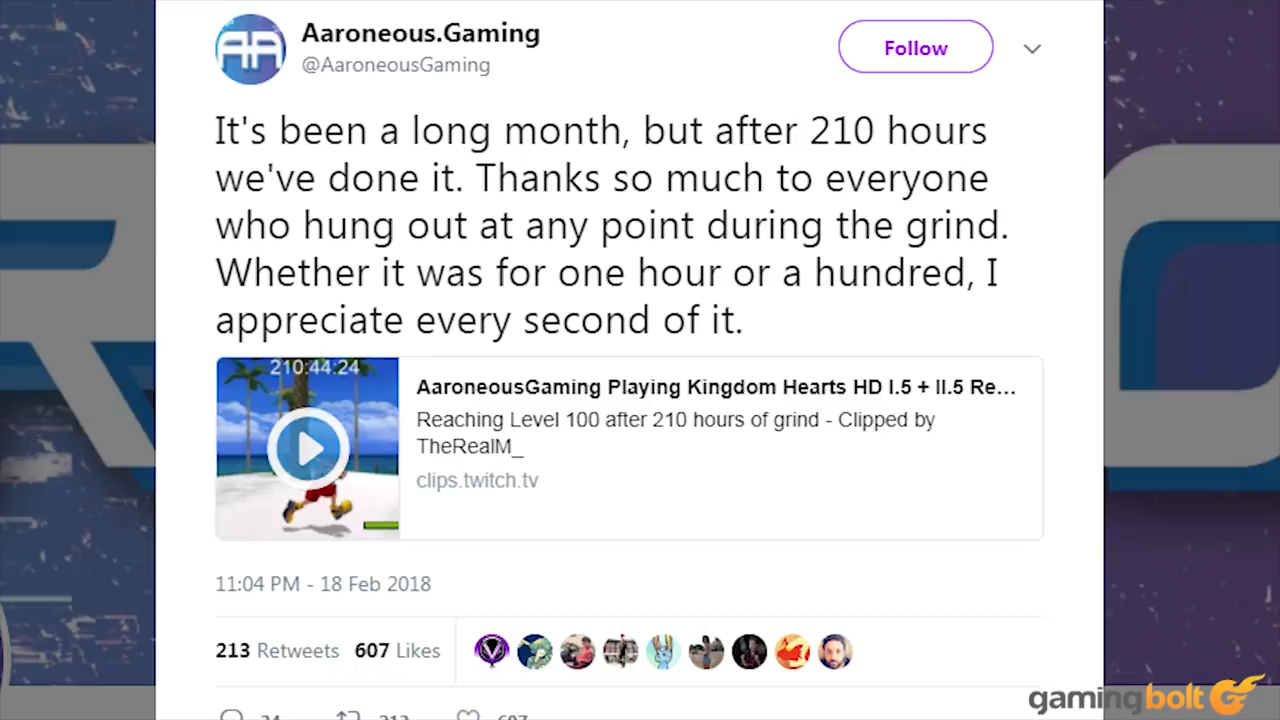 Aaroneous.Gaming
@AaroneousGaming
Follow
It's been a long month, but after 210 hours
we've done it. Thanks so much to everyone
who hung out at any point during the grind.
Whether it was for one hour or a hundred, I
appreciate every second of it.
210:44:24
AaroneousGaming Playing Kingdom Hearts HD I.5 + II.5 Re...
Reaching Level 100 after 210 hours of grind - Clipped by
TheRealM_
clips.twitch.tv
11:04 PM - 18 Feb 2018
213 Retweets 607 Likes
gamingbolt